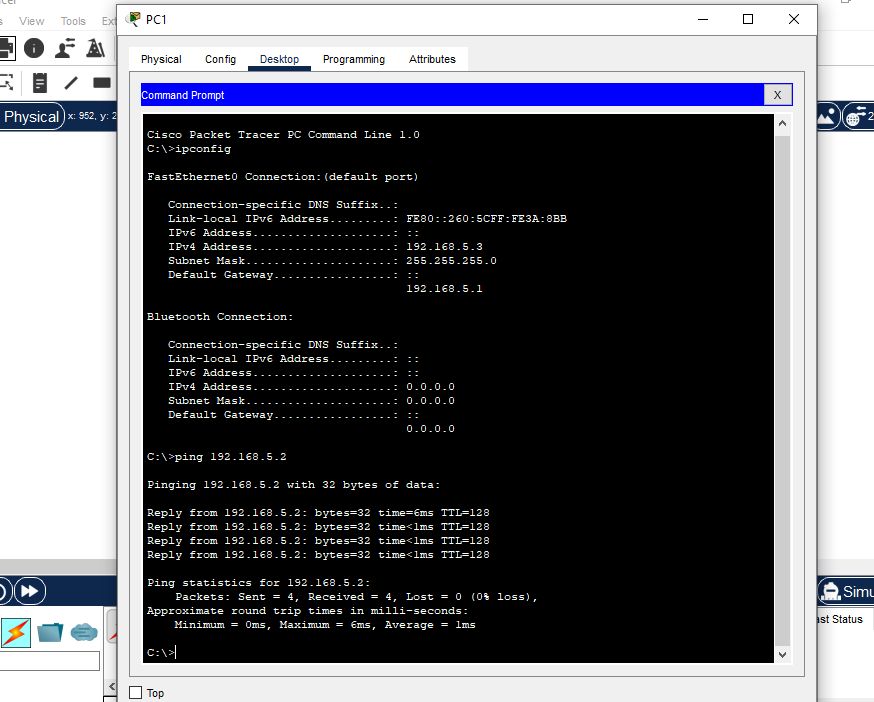 PC1
View Tools
Physical Config Desktop Programming Attributes
Command Prompt
X
Physical x: 952, y: 2
Cisco Packet Tracer PC Command Line 1.0
C:\>ipconfig
FastEthernet0 Connection:(default port)
Connection-specific DNS Suffix..:
Link-local IPv6 Address.........: FE80::260:5CFF:FE3A:8BB
IPv6 Address....................: ::
IPv4 Address....................: 192.168.5.3
Subnet Mask.....................: 255.255.255.0
Default Gateway.................: ::
192.168.5.1
Bluetooth Connection:
Connection-specific DNS Suffix..:
Link-local IPv6 Address.........: ::
IPv6 Address....................: ::
IPv4 Address....................: 0.0.0.0
Subnet Mask.....................: 0.0.0.0
Default Gateway.................: ::
0.0.0.0
C:\>ping 192.168.5.2
Pinging 192.168.5.2 with 32 bytes of data:
Reply from 192.168.5.2: bytes=32 time=6ms TTL=128
Reply from 192.168.5.2: bytes=32 time<1ms TTL=128
Reply from 192.168.5.2: bytes=32 time<1ms TTL=128
Reply from 192.168.5.2: bytes=32 time<1ms TTL=128
Ping statistics for 192.168.5.2:
Packets: Sent = 4, Received = 4, Lost = 0 (0% loss),
Approximate round trip times in milli-seconds:
Minimum = 0ms, Maximum = 6ms, Average = 1ms
C:\>
Status
Top